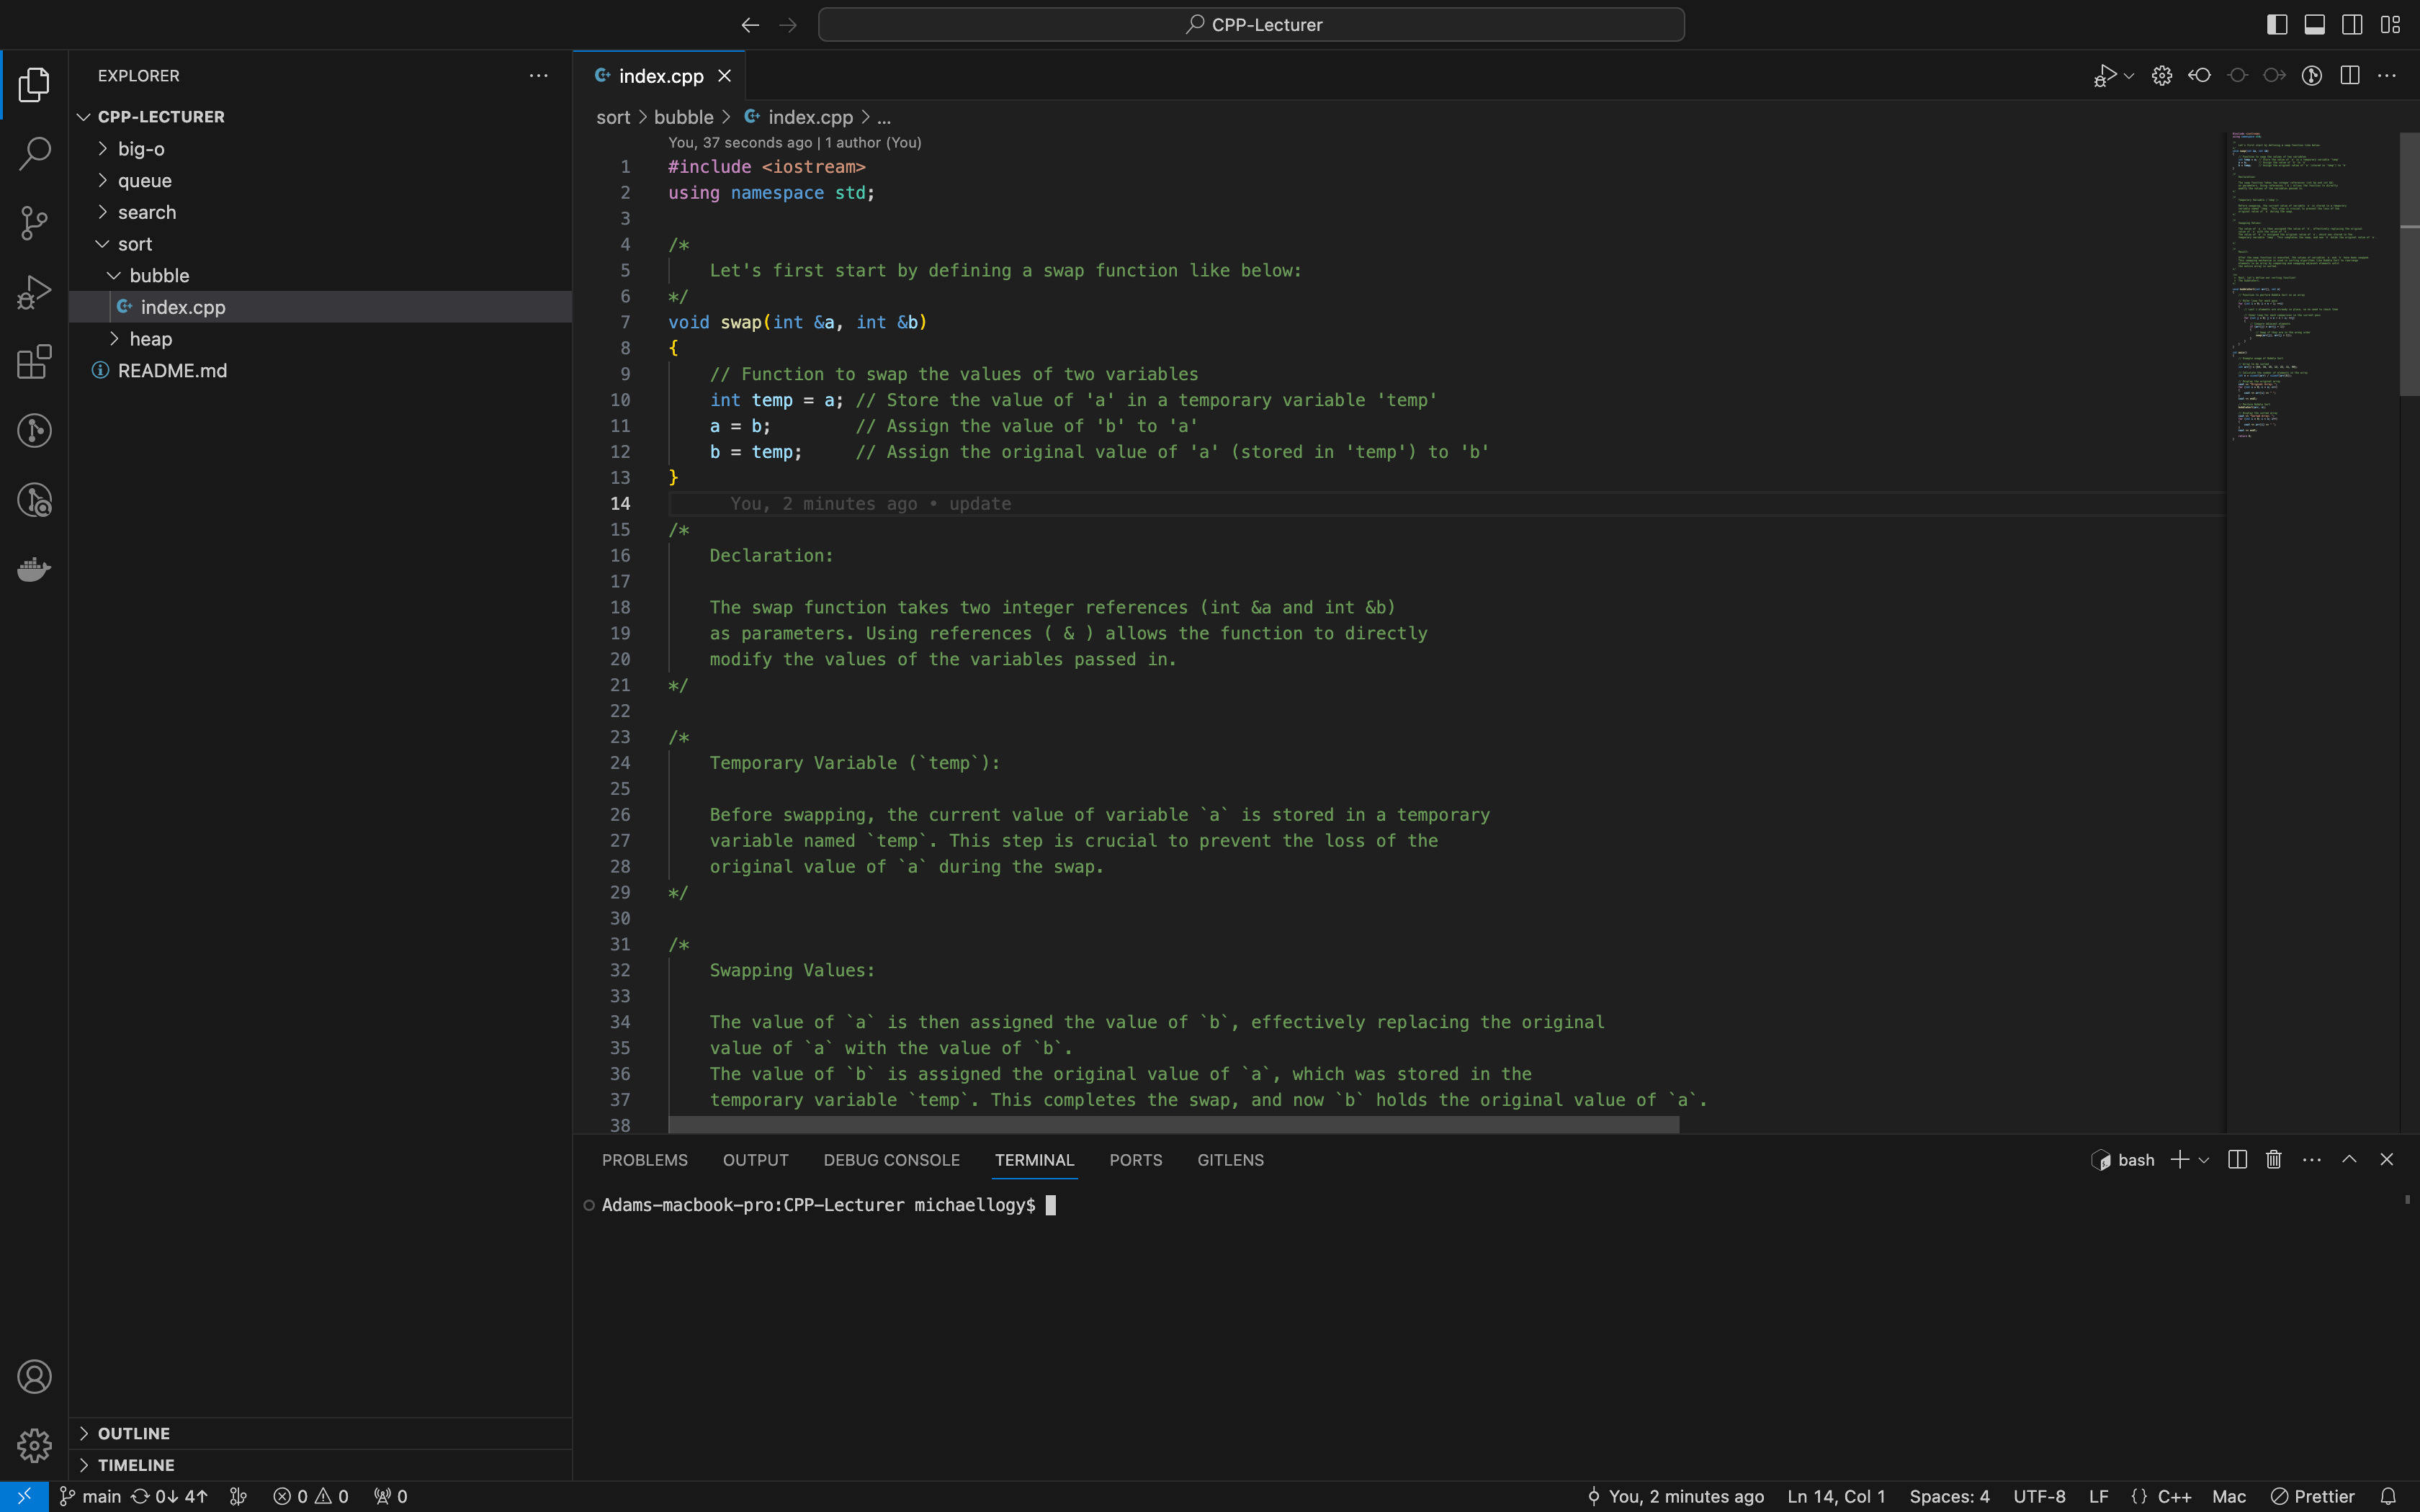 CPP-Lecturer
EXPLORER
CPP-LECTURER
big-o
queue
search
sort
bubble
index.cpp
heap
README.md
OUTLINE
TIMELINE
index.cpp
sort > bubble > index.cpp > ...
You, 37 seconds ago | 1 author (You)
1 #include <iostream>
2 using namespace std;
3
4 /*
5 Let's first start by defining a swap function like below:
6 */
7 void swap(int &a, int &b)
8 {
9 // Function to swap the values of two variables
10 int temp = a; // Store the value of 'a' in a temporary variable 'temp'
11 a = b; // Assign the value of 'b' to 'a'
12 b = temp; // Assign the original value of 'a' (stored in 'temp') to 'b'
13 }
14 You, 2 minutes ago • update
15 /*
16 Declaration:
17
18 The swap function takes two integer references (int &a and int &b)
19 as parameters. Using references ( & ) allows the function to directly
20 modify the values of the variables passed in.
21 */
22
23 /*
24 Temporary Variable (`temp`):
25
26 Before swapping, the current value of variable `a` is stored in a temporary
27 variable named `temp`. This step is crucial to prevent the loss of the
28 original value of `a` during the swap.
29 */
30
31 /*
32 Swapping Values:
33
34 The value of `a` is then assigned the value of `b`, effectively replacing the original
35 value of `a` with the value of `b`.
36 The value of `b` is assigned the original value of `a`, which was stored in the
37 temporary variable `temp`. This completes the swap, and now `b` holds the original value of `a`.
38
PROBLEMS OUTPUT DEBUG CONSOLE TERMINAL PORTS GITLENS
bash
Adams-macbook-pro:CPP-Lecturer michaellogy$
main 0↓ 4↑ 0 0 0
You, 2 minutes ago Ln 14, Col 1 Spaces: 4 UTF-8 LF {} C++ Mac Prettier